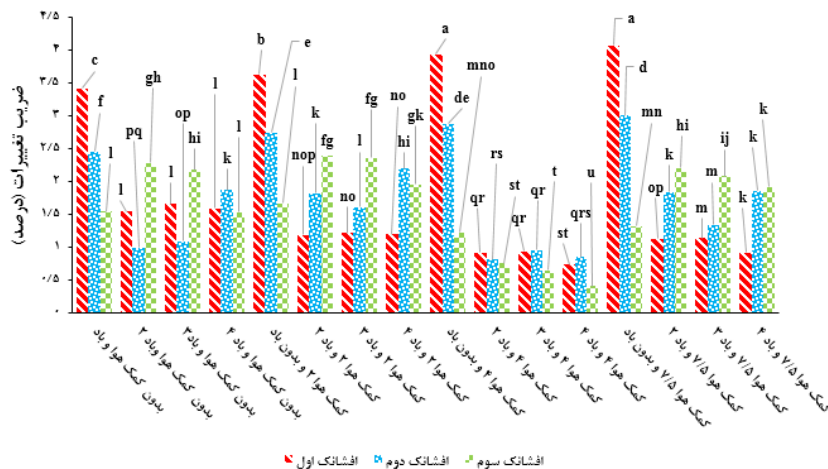 ضریب تغییرات (درصد)
۴/۵
۴
۳/۵
۳
۲/۵
۲
۱/۵
۱
۰/۵
۰
c
f
l
l
pq
gh
l
op
hi
l
k
l
b
e
l
nop
k
fg
no
l
fg
no
hi
gk
a
de
mno
qr
rs
st
qr
qr
t
st
qrs
u
a
d
mn
op
k
hi
m
m
ij
k
k
k
بدون کمک هوا و باد
بدون کمک هوا وباد ۲
بدون کمک هوا و باد ۳
بدون کمک هوا و باد ۴
کمک هوا ۲ و بدون باد
کمک هوا ۲ و باد ۲
کمک هوا ۲ و باد ۳
کمک هوا ۲ و باد ۴
کمک هوا ۴ و بدون باد
کمک هوا ۴ و باد ۲
کمک هوا ۴ و باد ۳
کمک هوا ۴ و باد ۴
کمک هوا ۷/۵ و بدون باد
کمک هوا ۷/۵ و باد ۲
کمک هوا ۷/۵ و باد ۳
کمک هوا ۷/۵ و باد ۴
افشانک اول
افشانک دوم
افشانک سوم